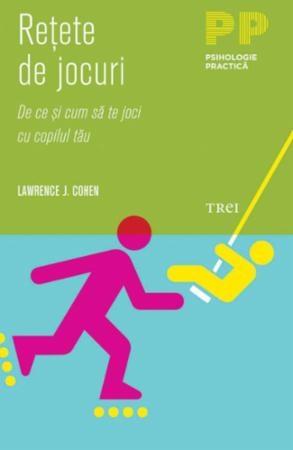 Rețete
de jocuri
PP
PSIHOLOGIE
PRACTICĂ
De ce și cum să te joci
cu copilul tău
LAWRENCE J. COHEN
TREI